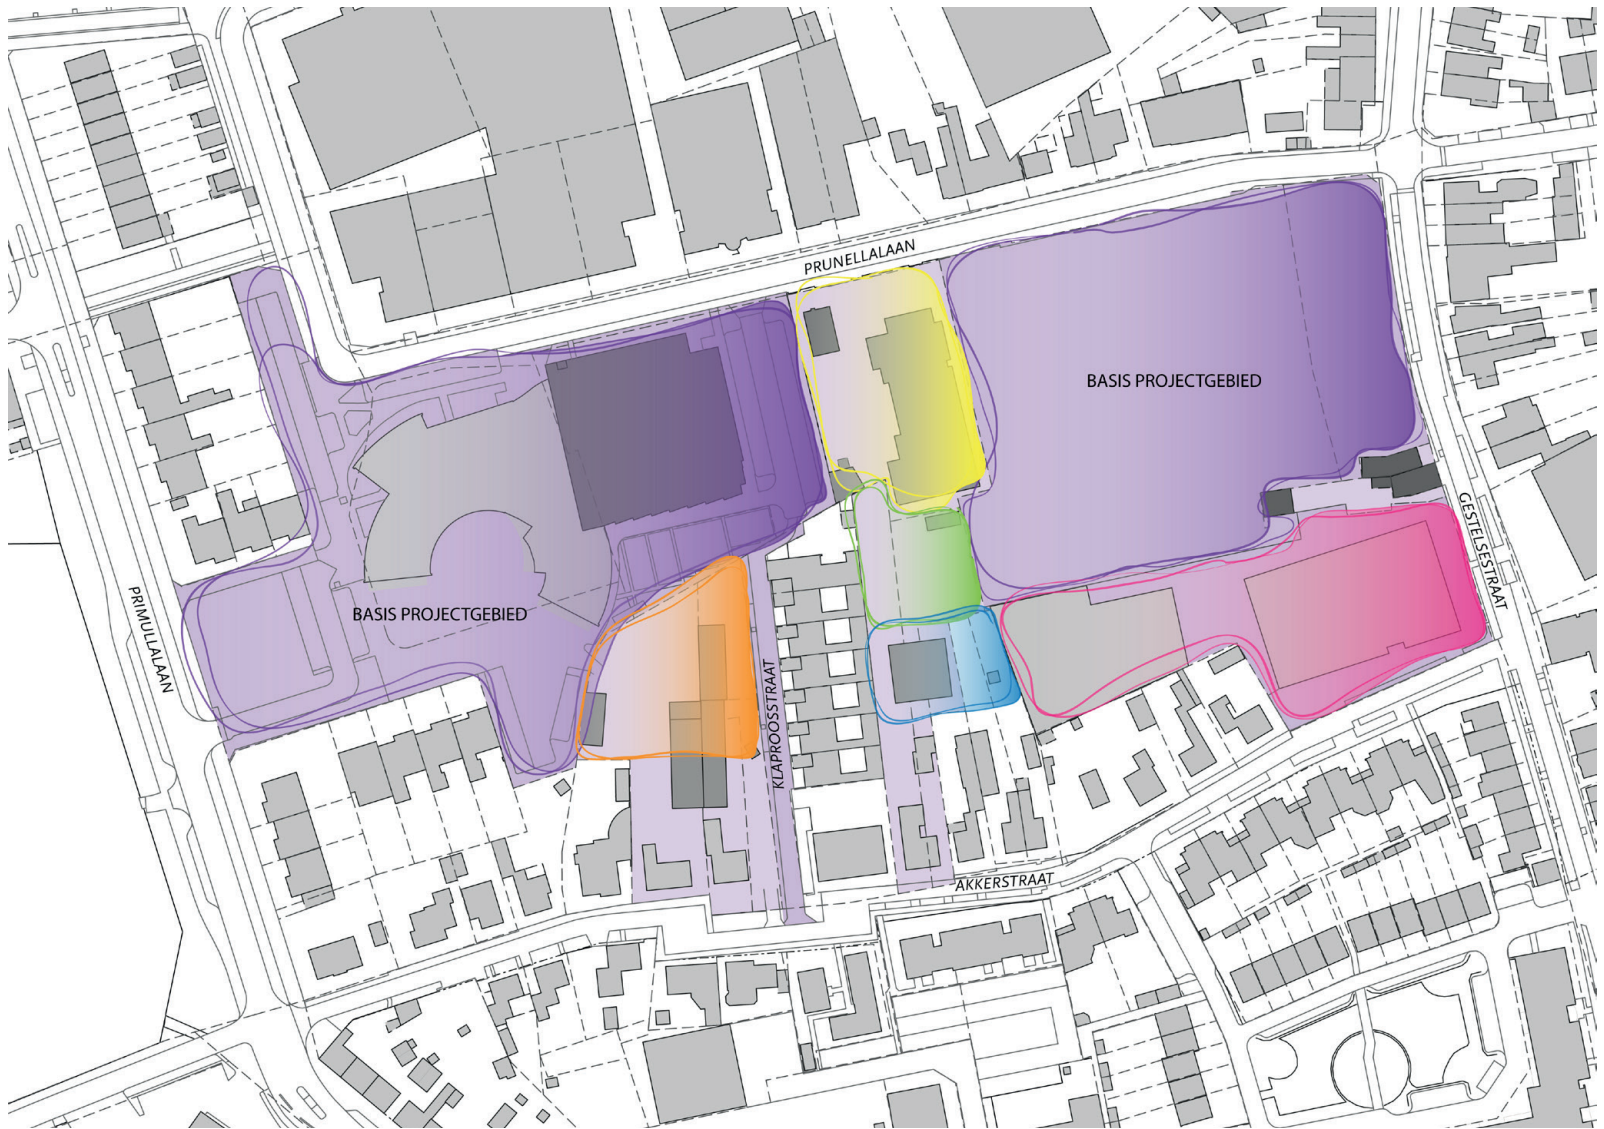 PRUNELLALAAN
BASIS PROJECTGEBIED
GESTELSESTRAAT
PRIMULLALAAN
BASIS PROJECTGEBIED
KLAPROOSSTRAAT
AKKERSTRAAT